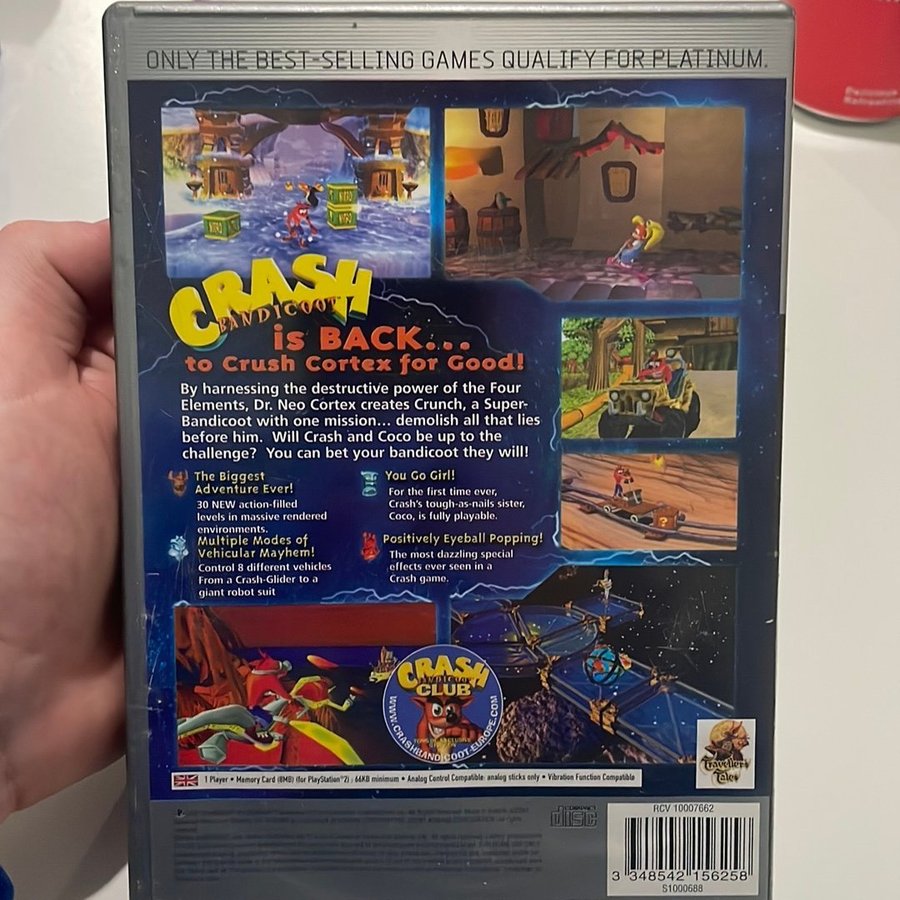 ONLY THE BEST-SELLING GAMES QUALIFY FOR PLATINUM.
NITRO
NITRO
NITRO
CRASH
BANDICOOT
is BACK...
to Crush Cortex for Good!
By harnessing the destructive power of the Four
Elements, Dr. Neo Cortex creates Crunch, a Super-
Bandicoot with one mission... demolish all that lies
before him. Will Crash and Coco be up to the
challenge? You can bet your bandicoot they will!
The Biggest
Adventure Ever!
30 NEW action-filled
levels in massive rendered
environments.
You Go Girl!
For the first time ever,
Crash's tough-as-nails sister,
Coco, is fully playable.
Multiple Modes of
Vehicular Mayhem!
Control 8 different vehicles
From a Crash-Glider to a
giant robot suit
Positively Eyeball Popping!
The most dazzling special
effects ever seen in a
Crash game.
?
CRASH
BANDICOOT
CLUB
WWW.CRASHBANDICOOT-EUROPE.COM
Traveller's
Tales
1 Player • Memory Card (8MB) (for PlayStation®2) : 66KB minimum • Analog Control Compatible: analog sticks only • Vibration Function Compatible
COMPACT
disc
RCV 10007662
3 348542 156258
S1000688
Delicious